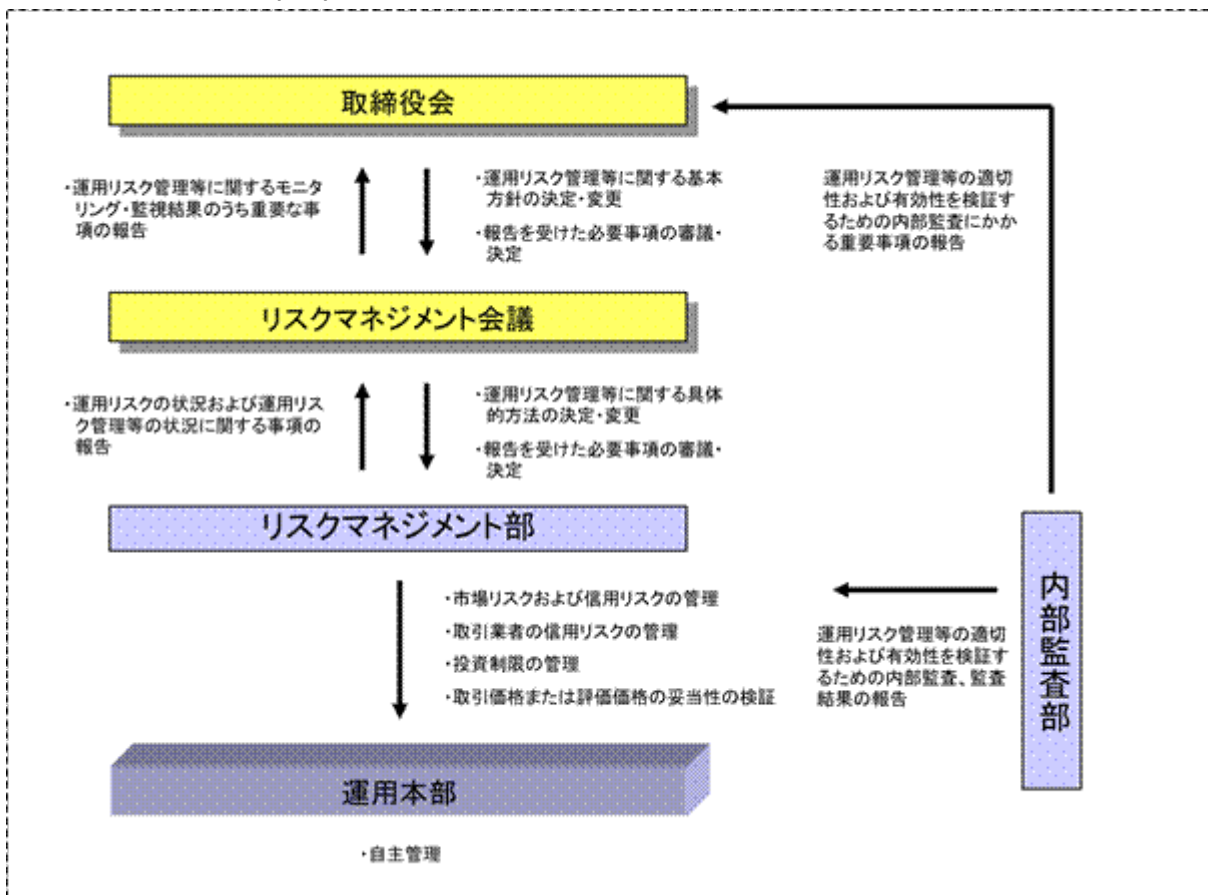 取締役会
・運用リスク管理等に関するモニ
タリング・監視結果のうち重要な事
項の報告
・運用リスク管理等に関する基本
方針の決定・変更
・報告を受けた必要事項の審議・
決定
運用リスク管理等の適切
性および有効性を検証す
るための内部監査にかか
る重要事項の報告
リスクマネジメント会議
・運用リスクの状況および運用リス
ク管理等の状況に関する事項の
報告
・運用リスク管理等に関する具体
的方法の決定・変更
・報告を受けた必要事項の審議・
決定
リスクマネジメント部
・市場リスクおよび信用リスクの管理
・取引業者の信用リスクの管理
・投資制限の管理
・取引価格または評価価格の妥当性の検証
運用リスク管理等の適切
性および有効性を検証す
るための内部監査、監査
結果の報告
内部監査部
運用本部
・自主管理